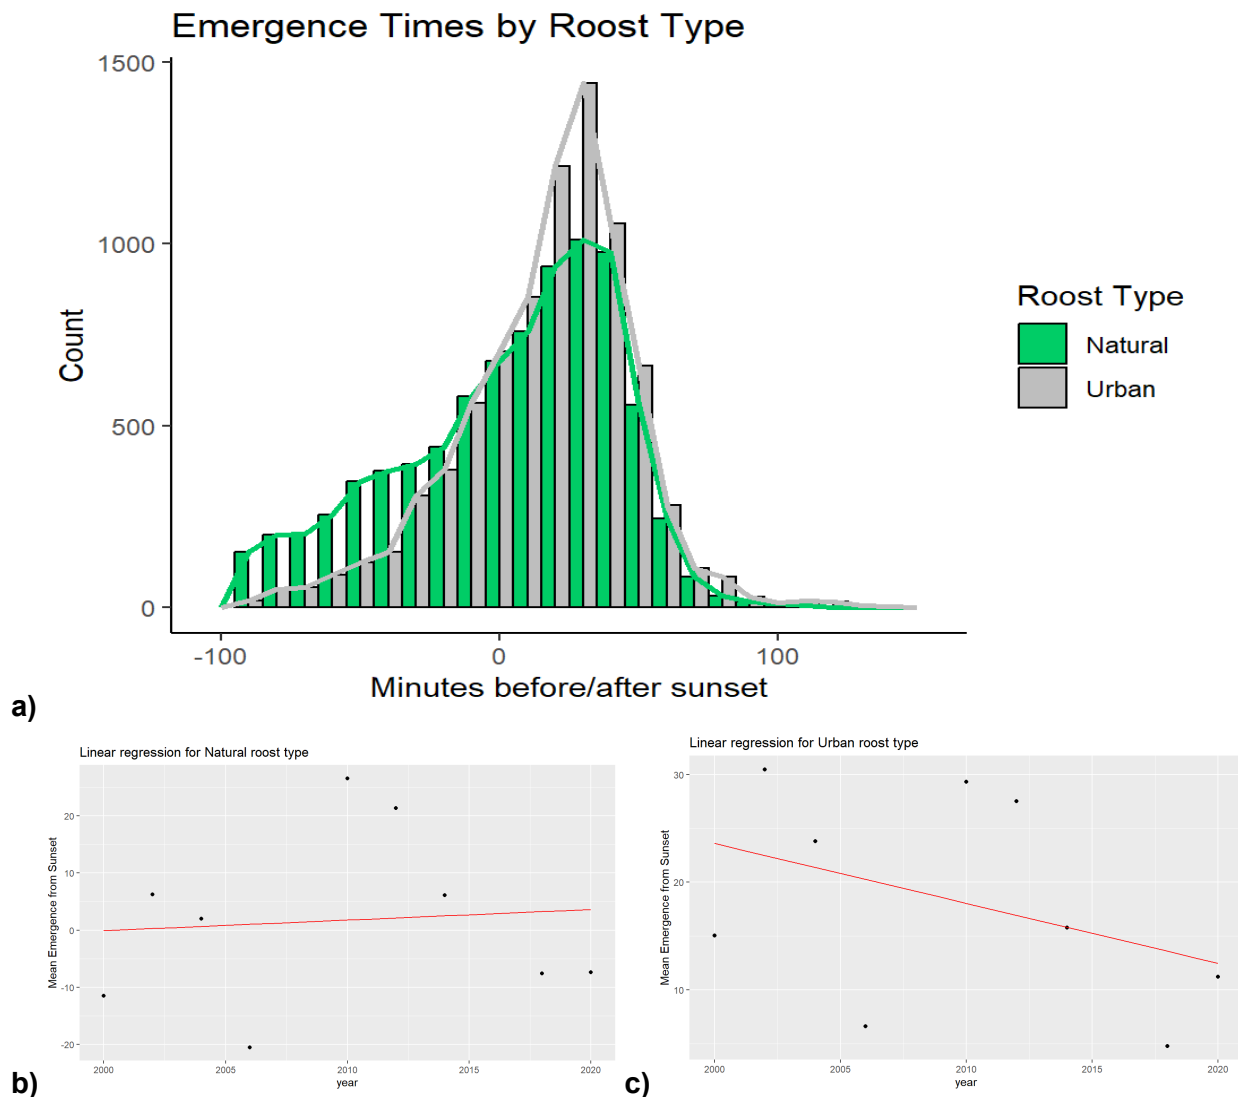 Emergence Times by Roost Type
1500
1000
500
0
Count
-100 0 100
Minutes before/after sunset
Roost Type
Natural
Urban
a)
Linear regression for Natural roost type
20
10
0
-10
-20
Mean Emergence from Sunset
2000 2005 2010 2015 2020
year
b)
Linear regression for Urban roost type
30
20
10
Mean Emergence from Sunset
2000 2005 2010 2015 2020
year
c)